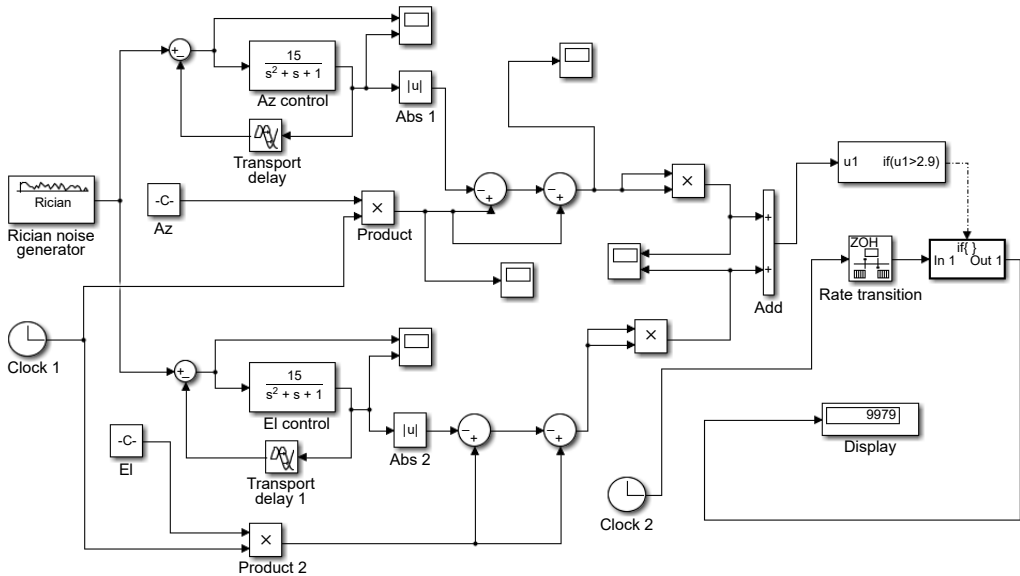 15
s² + s + 1
Az control
|u|
Abs 1
Transport
delay
Rician
Rician noise
generator
-C-
Az
×
Product
+
−
−
+
−
+
×
+
+
Add
u1
if(u1>2.9)
ZOH
Rate transition
if{ }
In 1
Out 1
Clock 1
+
−
15
s² + s + 1
El control
|u|
Abs 2
Transport
delay 1
-C-
El
×
Product 2
−
+
−
+
×
Clock 2
9979
Display